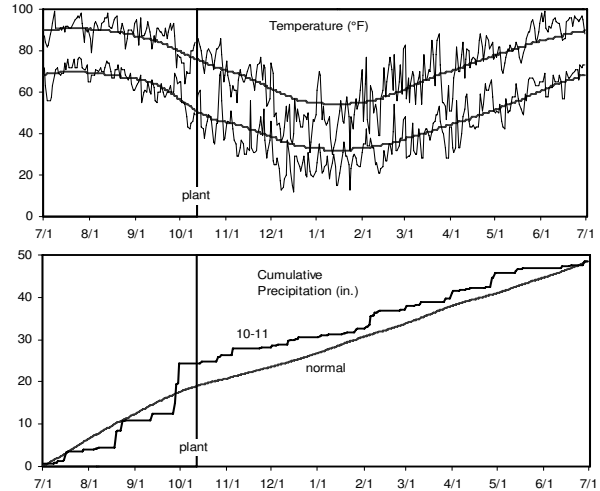 100
Temperature (°F)
80
60
40
20
plant
0
7/1 8/1 9/1 10/1 11/1 12/1 1/1 2/1 3/1 4/1 5/1 6/1 7/1
50
Cumulative
Precipitation (in.)
40
10-11
30
normal
20
10
plant
0
7/1 8/1 9/1 10/1 11/1 12/1 1/1 2/1 3/1 4/1 5/1 6/1 7/1